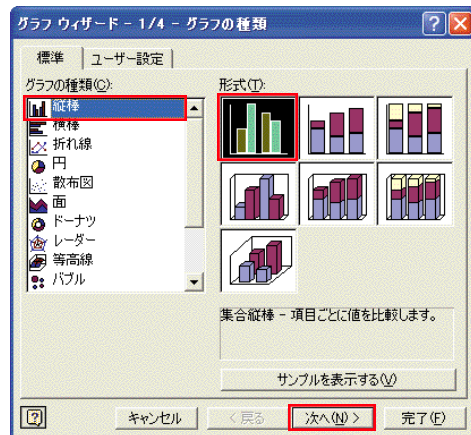 グラフ ウィザード - 1/4 - グラフの種類
標準
ユーザー設定
グラフの種類(C):
形式(T):
縦棒
横棒
折れ線
円
散布図
面
ドーナツ
レーダー
等高線
バブル
集合縦棒 - 項目ごとに値を比較します。
サンプルを表示する(V)
キャンセル
< 戻る
次へ(N) >
完了(F)